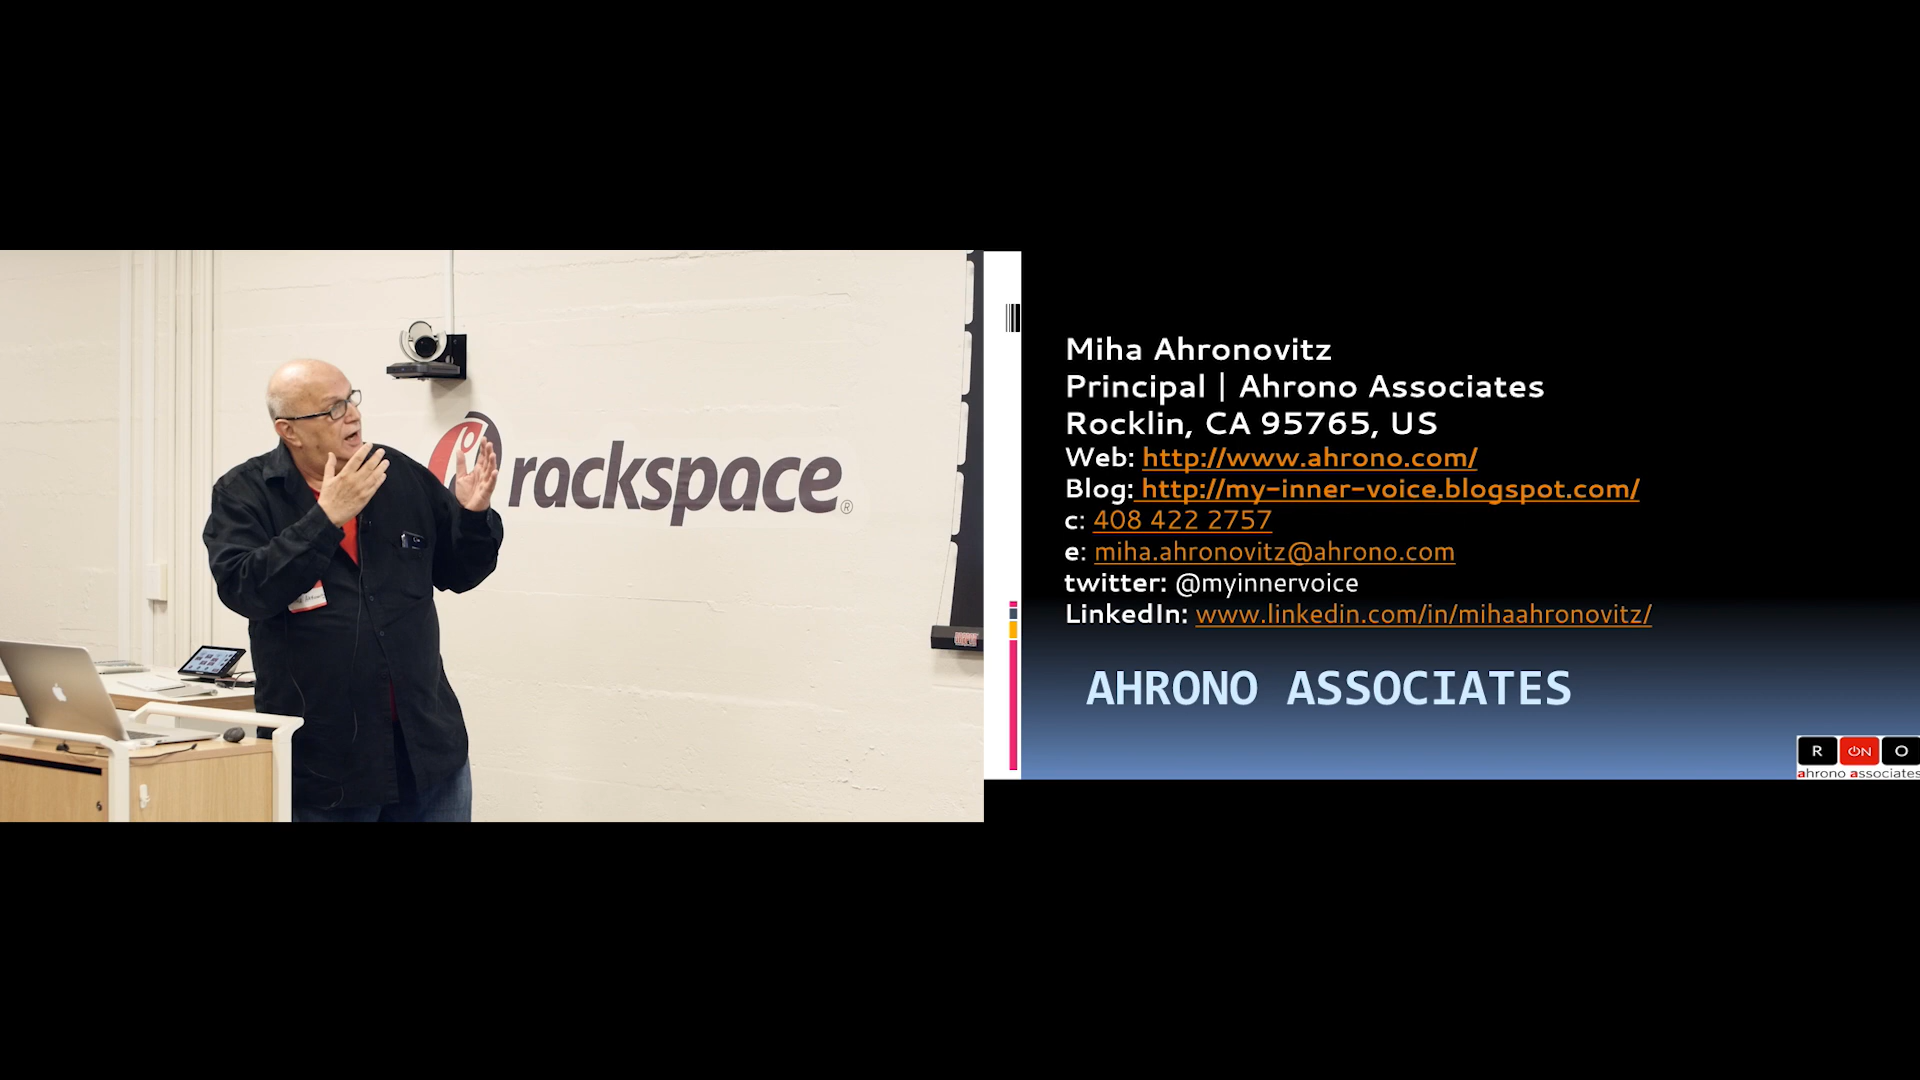 rackspace®
Miha Ahronovitz
Principal | Ahrono Associates
Rocklin, CA 95765, US
Web: http://www.ahrono.com/
Blog: http://my-inner-voice.blogspot.com/
c: 408 422 2757
e: miha.ahronovitz@ahrono.com
twitter: @myinnervoice
LinkedIn: www.linkedin.com/in/mihaahronovitz/
AHRONO ASSOCIATES
R ON O
ahrono associates